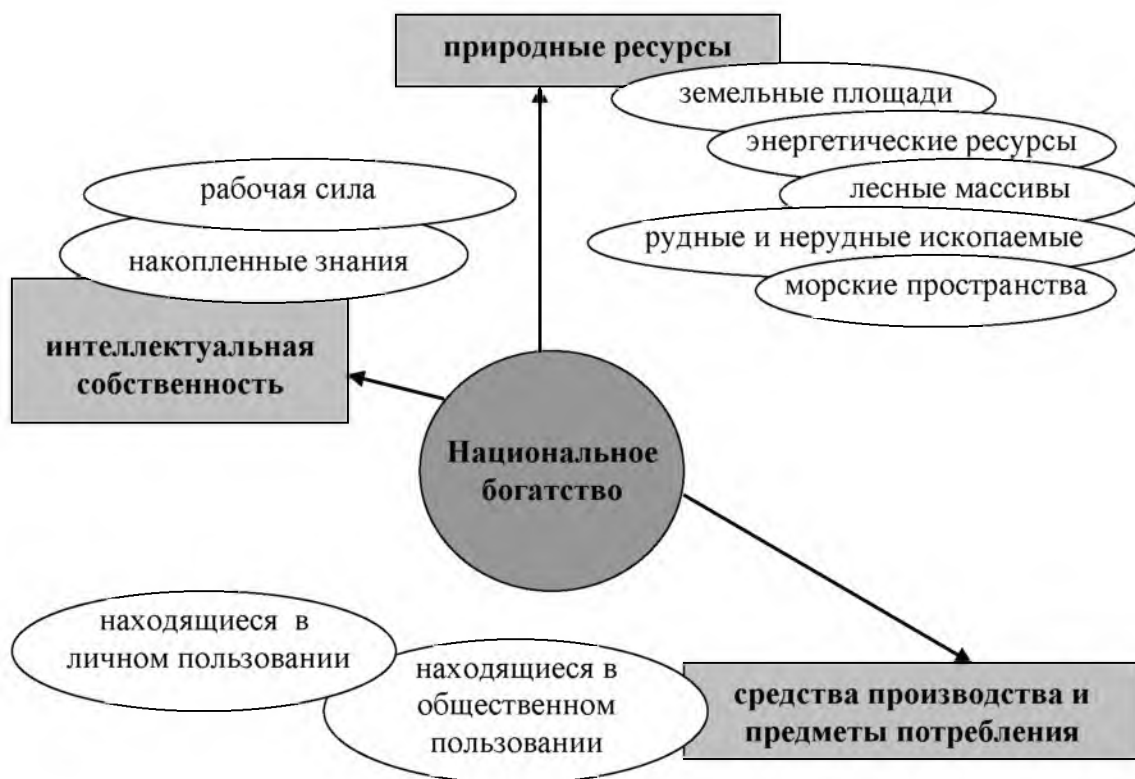 природные ресурсы
земельные площади
энергетические ресурсы
лесные массивы
рудные и нерудные ископаемые
морские пространства
рабочая сила
накопленные знания
интеллектуальная
собственность
Национальное
богатство
находящиеся в
личном пользовании
находящиеся в
общественном
пользовании
средства производства и
предметы потребления